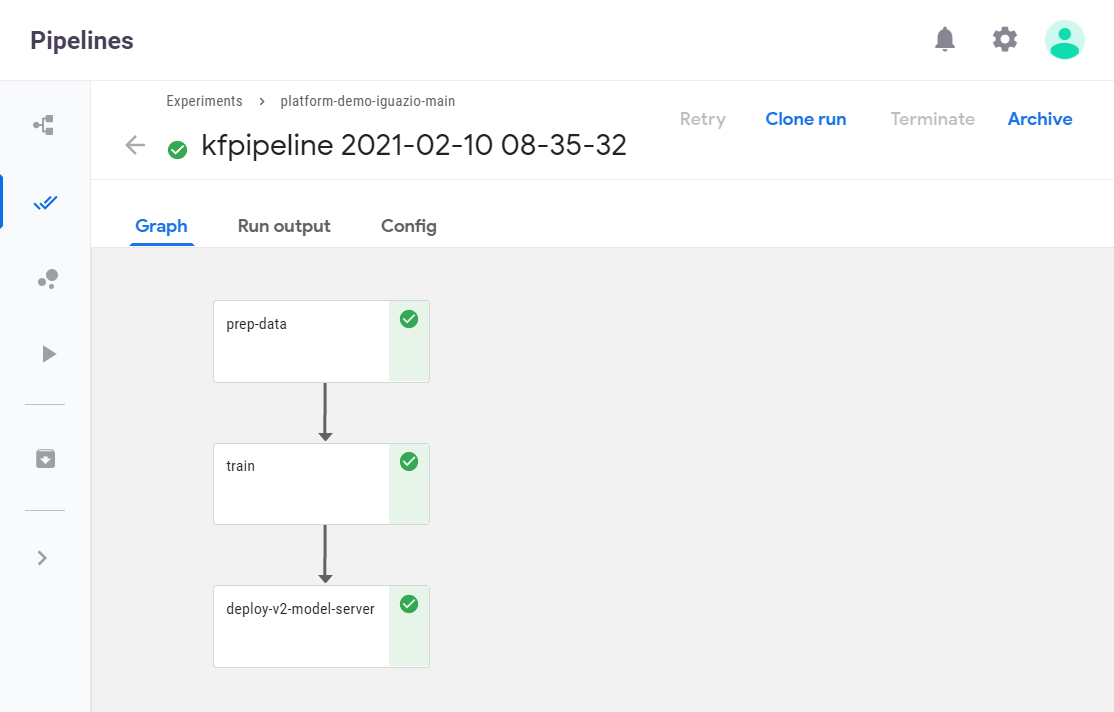 Pipelines
Experiments > platform-demo-iguazio-main
Retry Clone run Terminate Archive
kfpipeline 2021-02-10 08-35-32
Graph Run output Config
prep-data
train
deploy-v2-model-server